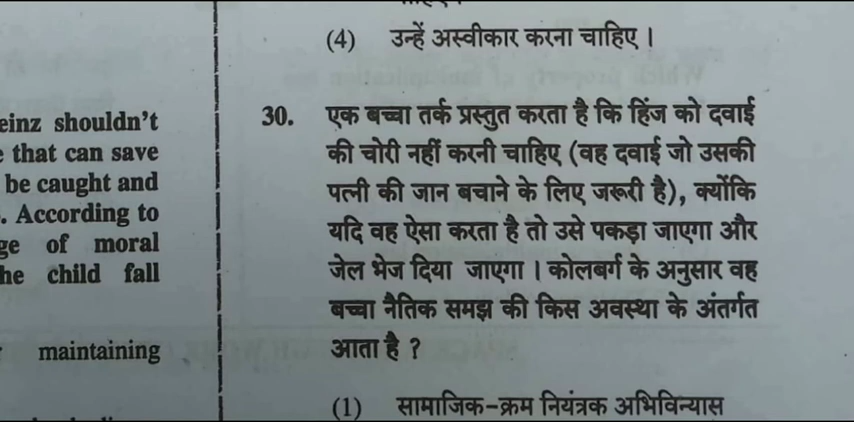 (4) उन्हें अस्वीकार करना चाहिए।
einz shouldn't
that can save
be caught and
. According to
ge of moral
he child fall
maintaining
30. एक बच्चा तर्क प्रस्तुत करता है कि हिंज को दवाई
की चोरी नहीं करनी चाहिए (वह दवाई जो उसकी
पत्नी की जान बचाने के लिए जरूरी है), क्योंकि
यदि वह ऐसा करता है तो उसे पकड़ा जाएगा और
जेल भेज दिया जाएगा। कोलबर्ग के अनुसार वह
बच्चा नैतिक समझ की किस अवस्था के अंतर्गत
आता है ?
(1) सामाजिक-क्रम नियंत्रक अभिविन्यास